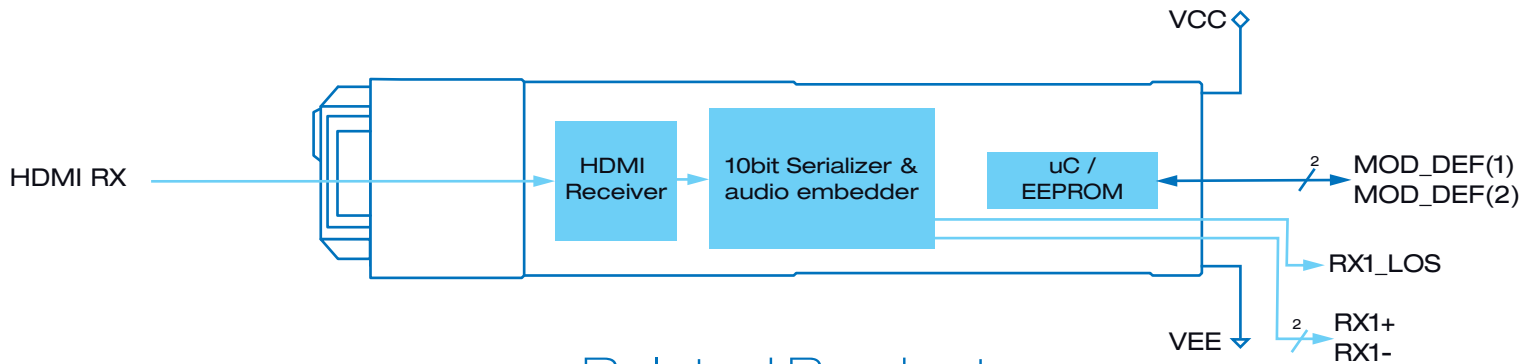 VCC
HDMI RX
HDMI
Receiver
10bit Serializer &
audio embedder
uC /
EEPROM
2
MOD_DEF(1)
MOD_DEF(2)
RX1_LOS
VEE
2
RX1+
RX1-